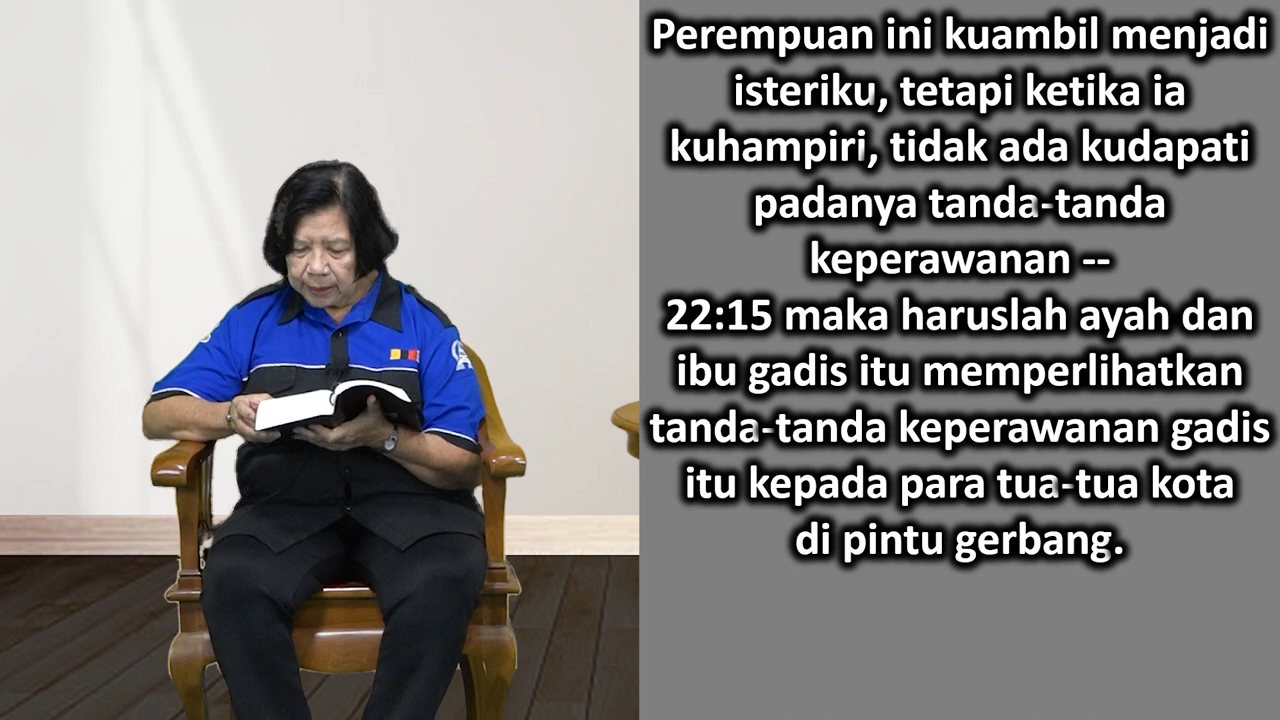 Perempuan ini kuambil menjadi
isteriku, tetapi ketika ia
kuhampiri, tidak ada kudapati
padanya tanda-tanda
keperawanan --
22:15 maka haruslah ayah dan
ibu gadis itu memperlihatkan
tanda-tanda keperawanan gadis
itu kepada para tua-tua kota
di pintu gerbang.